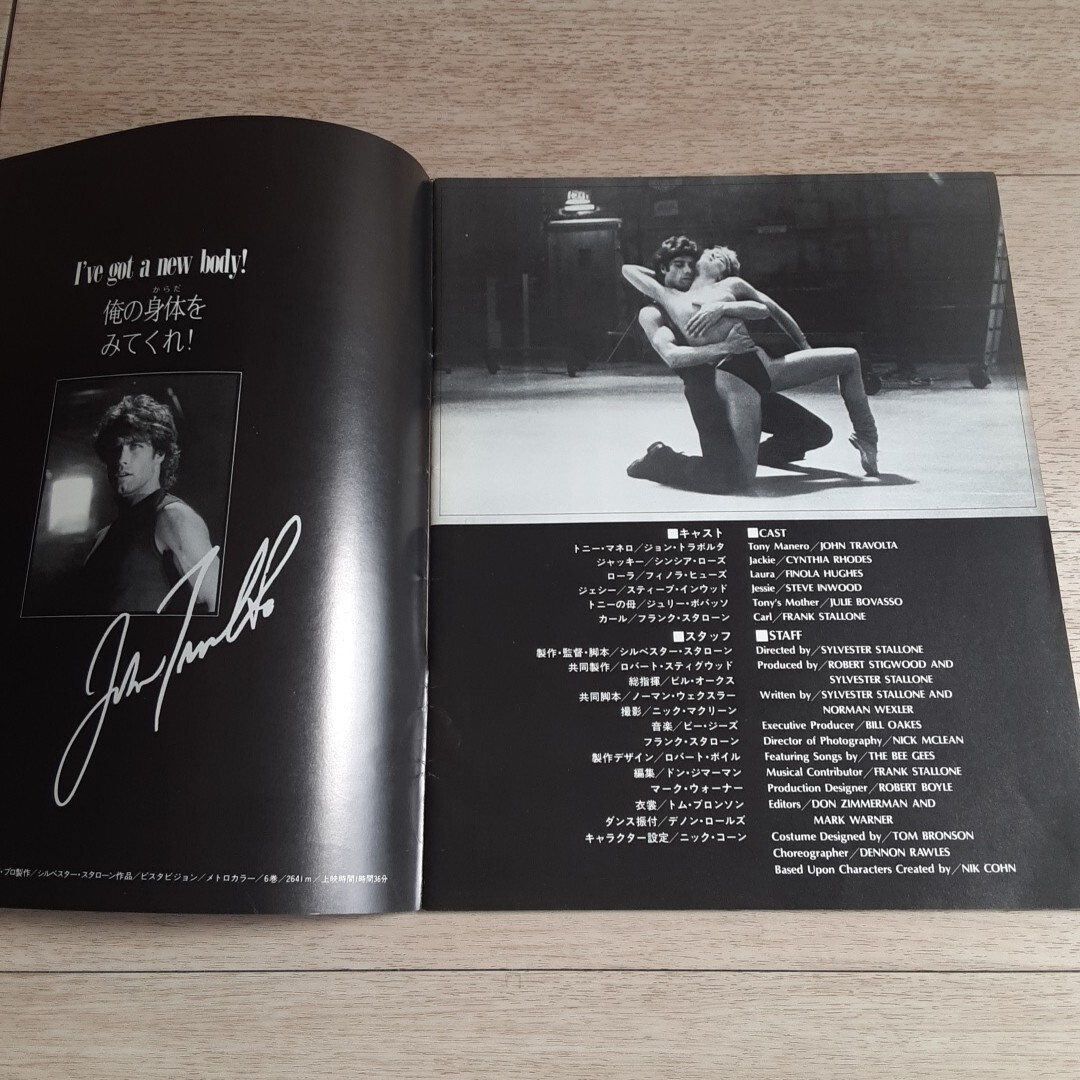 I've got a new body!
からだ
俺の身体を
みてくれ!
John Travolta
プロ製作/シルベスター・スタローン作品/ビスタビジョン/メトロカラー/6巻/2641m/上映時間1時間36分
■キャスト
トニー・マネロ/ジョン・トラボルタ
ジャッキー/シンシア・ローズ
ローラ/フィノラ・ヒューズ
ジェシー/スティーブ・インウッド
トニーの母/ジュリー・ボバッソ
カール/フランク・スタローン
■スタッフ
製作・監督・脚本/シルベスター・スタローン
共同製作/ロバート・スティグウッド
総指揮/ビル・オークス
共同脚本/ノーマン・ウェクスラー
撮影/ニック・マクリーン
音楽/ビー・ジーズ
フランク・スタローン
製作デザイン/ロバート・ボイル
編集/ドン・ジマーマン
マーク・ウォーナー
衣裳/トム・ブロンソン
ダンス振付/デノン・ロールズ
キャラクター設定/ニック・コーン
■CAST
Tony Manero/JOHN TRAVOLTA
Jackie/CYNTHIA RHODES
Laura/FINOLA HUGHES
Jessie/STEVE INWOOD
Tony's Mother/JULIE BOVASSO
Carl/FRANK STALLONE
■STAFF
Directed by/SYLVESTER STALLONE
Produced by/ROBERT STIGWOOD AND
SYLVESTER STALLONE
Written by/SYLVESTER STALLONE AND
NORMAN WEXLER
Executive Producer/BILL OAKES
Director of Photography/NICK MCLEAN
Featuring Songs by/THE BEE GEES
Musical Contributor/FRANK STALLONE
Production Designer/ROBERT BOYLE
Editors/DON ZIMMERMAN AND
MARK WARNER
Costume Designed by/TOM BRONSON
Choreographer/DENNON RAWLES
Based Upon Characters Created by/NIK COHN